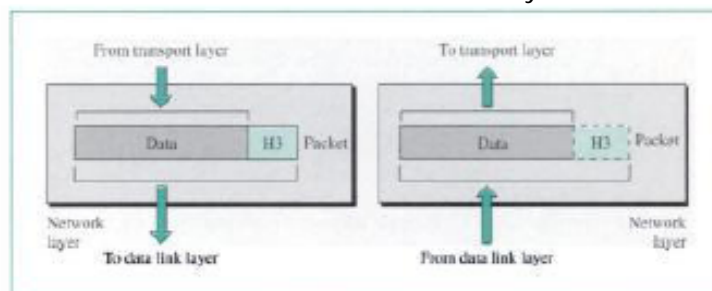 From transport layer
To transport layer
Data H3 Packet
Data H3 Packet
Network
layer
Network
layer
To data link layer
From data link layer